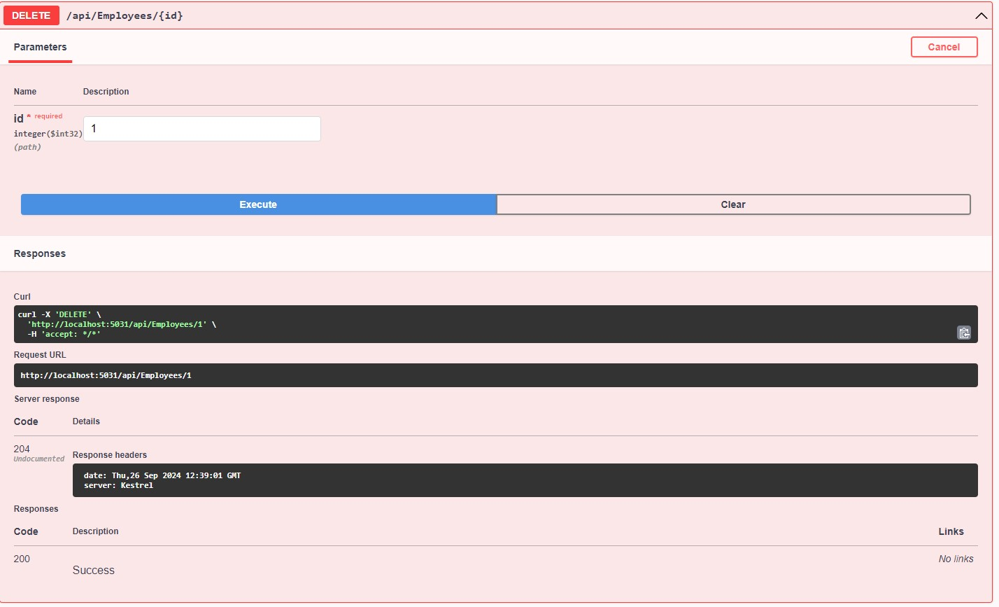 DELETE /api/Employees/{id}
Parameters
Cancel
Name Description
id * required
integer($int32)
(path)
1
Execute Clear
Responses
Curl
curl -X 'DELETE' \
'http://localhost:5031/api/Employees/1' \
-H 'accept: */*'
Request URL
http://localhost:5031/api/Employees/1
Server response
Code Details
204
Undocumented
Response headers
date: Thu,26 Sep 2024 12:39:01 GMT
server: Kestrel
Responses
Code Description Links
200 No links
Success